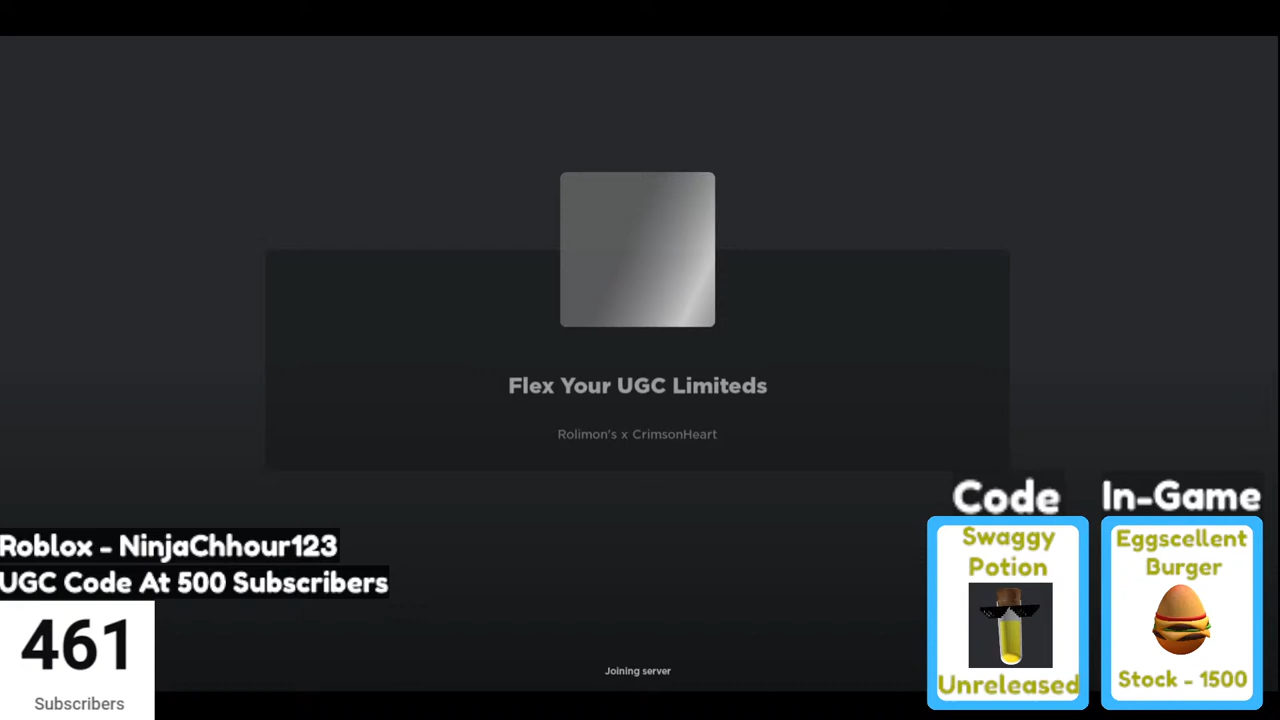 Flex Your UGC Limiteds
Rolimon's x CrimsonHeart
Code
In-Game
Swaggy
Potion
Unreleased
Eggscellent
Burger
Stock - 1500
Roblox - NinjaChhour123
UGC Code At 500 Subscribers
461
Subscribers
Joining server